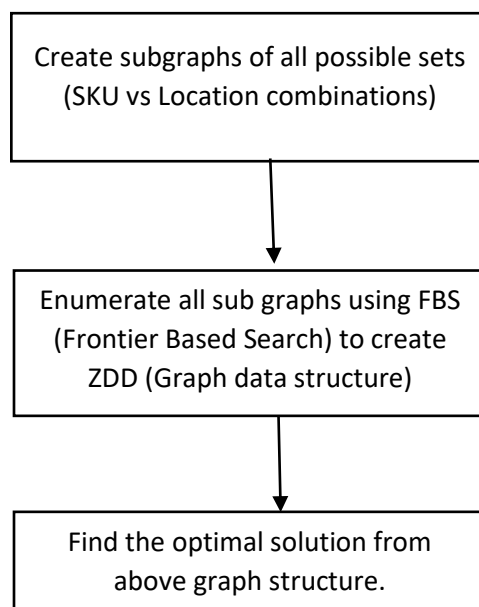 Create subgraphs of all possible sets
(SKU vs Location combinations)
Enumerate all sub graphs using FBS
(Frontier Based Search) to create
ZDD (Graph data structure)
Find the optimal solution from
above graph structure.